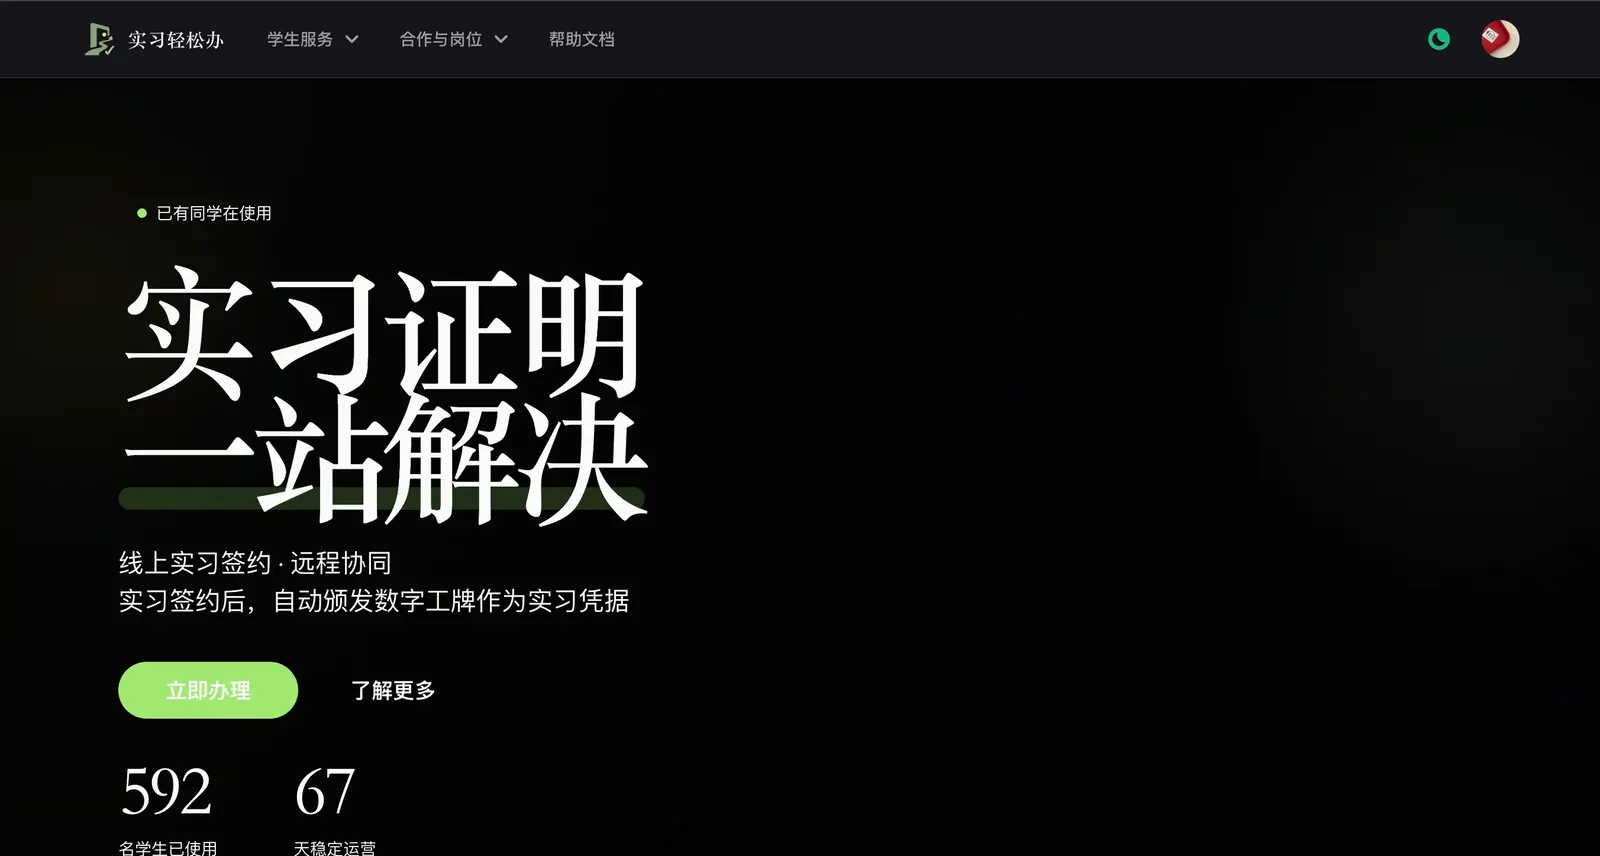 实习轻松办
学生服务
合作与岗位
帮助文档
已有同学在使用
实习证明
一站解决
线上实习签约 · 远程协同
实习签约后，自动颁发数字工牌作为实习凭据
立即办理
了解更多
592
67
名学生已使用
天稳定运营